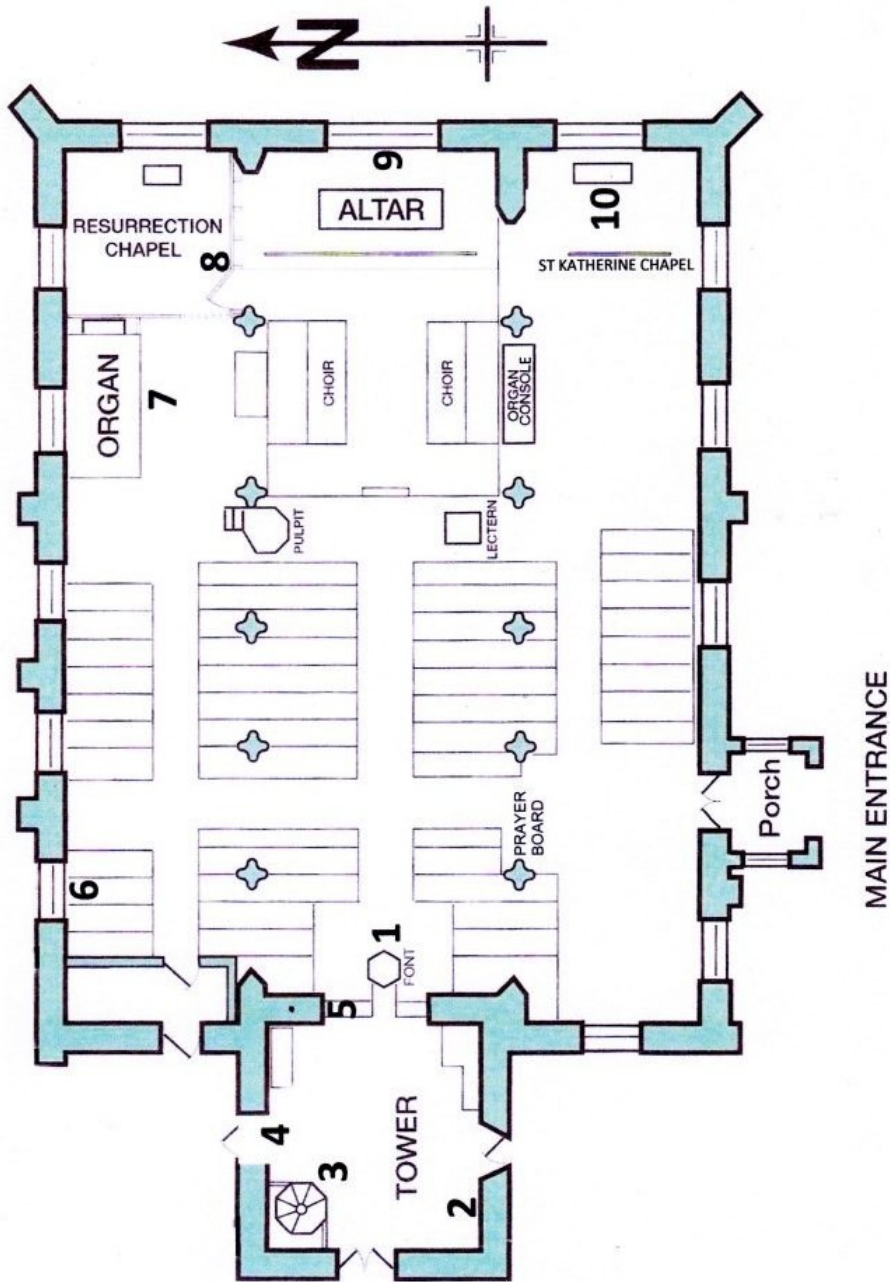 N
RESURRECTION
CHAPEL
8
9
ALTAR
10
ST KATHERINE CHAPEL
ORGAN
7
CHOIR
CHOIR
ORGAN
CONSOLE
PULPIT
LECTERN
6
PRAYER
BOARD
1
FONT
5
Porch
MAIN ENTRANCE
4
3
TOWER
2